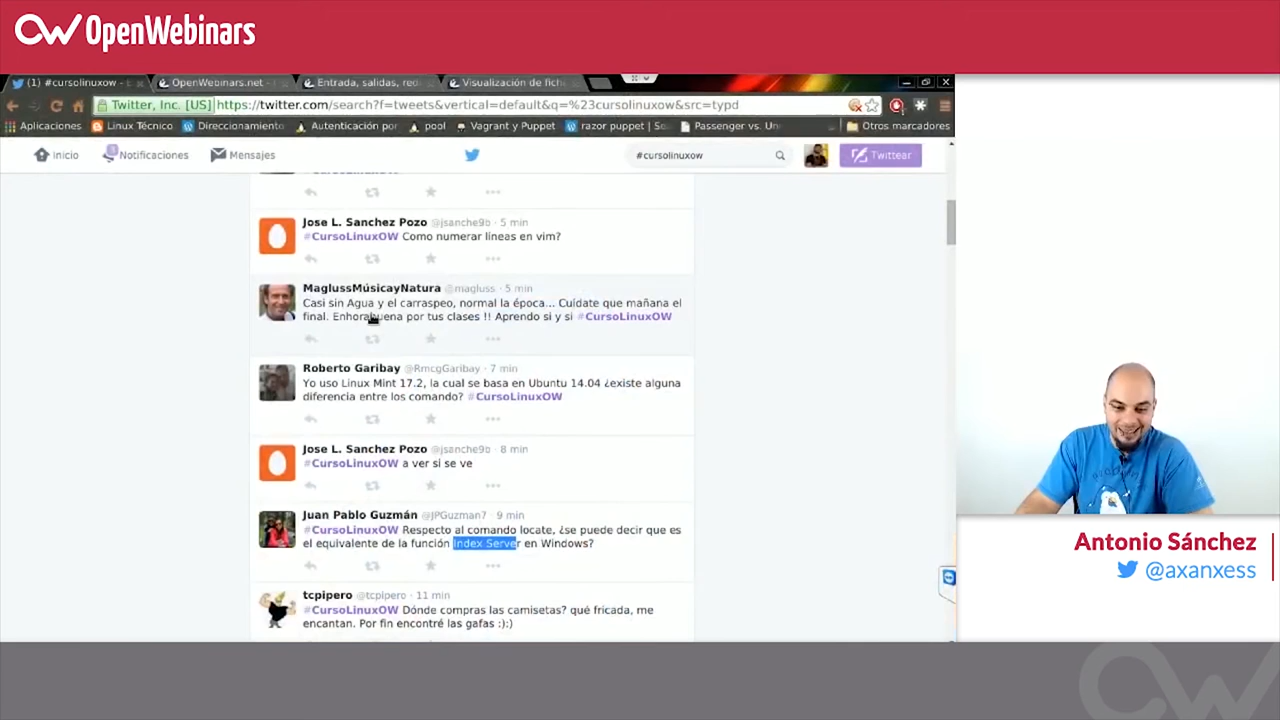 OpenWebinars
(1) #cursolinuxow - t
OpenWebinars.net -
Entrada, salidas, red
Visualización de fiche
Twitter, Inc. [US] https://twitter.com/search?f=tweets&vertical=default&q=%23cursolinuxow&src=typd
Aplicaciones
Linux Técnico
Direccionamiento
Autenticación por
pool
Vagrant y Puppet
razor puppet | So
Passenger vs. Un
Otros marcadores
Inicio
Notificaciones
Mensajes
#cursolinuxow
Twittear
Jose L. Sanchez Pozo @jsanche9b · 5 min
#CursoLinuxOW Como numerar lineas en vim?
MaglussMúsicayNatura @magluss · 5 min
Casi sin Agua y el carraspeo, normal la época... Cuídate que mañana el
final. Enhorabuena por tus clases !! Aprendo si y si #CursoLinuxOW
Roberto Garibay @RmcgGaribay · 7 min
Yo uso Linux Mint 17.2, la cual se basa en Ubuntu 14.04 ¿existe alguna
diferencia entre los comando? #CursoLinuxOW
Jose L. Sanchez Pozo @jsanche9b · 8 min
#CursoLinuxOW a ver si se ve
Juan Pablo Guzmán @JPGuzman7 · 9 min
#CursoLinuxOW Respecto al comando locate, ¿se puede decir que es
el equivalente de la función Index Server en Windows?
tcpipero @tcpipero · 11 min
#CursoLinuxOW Dónde compras las camisetas? qué fricada, me
encantan. Por fin encontré las gafas :):)
Antonio Sánchez
@axanxess